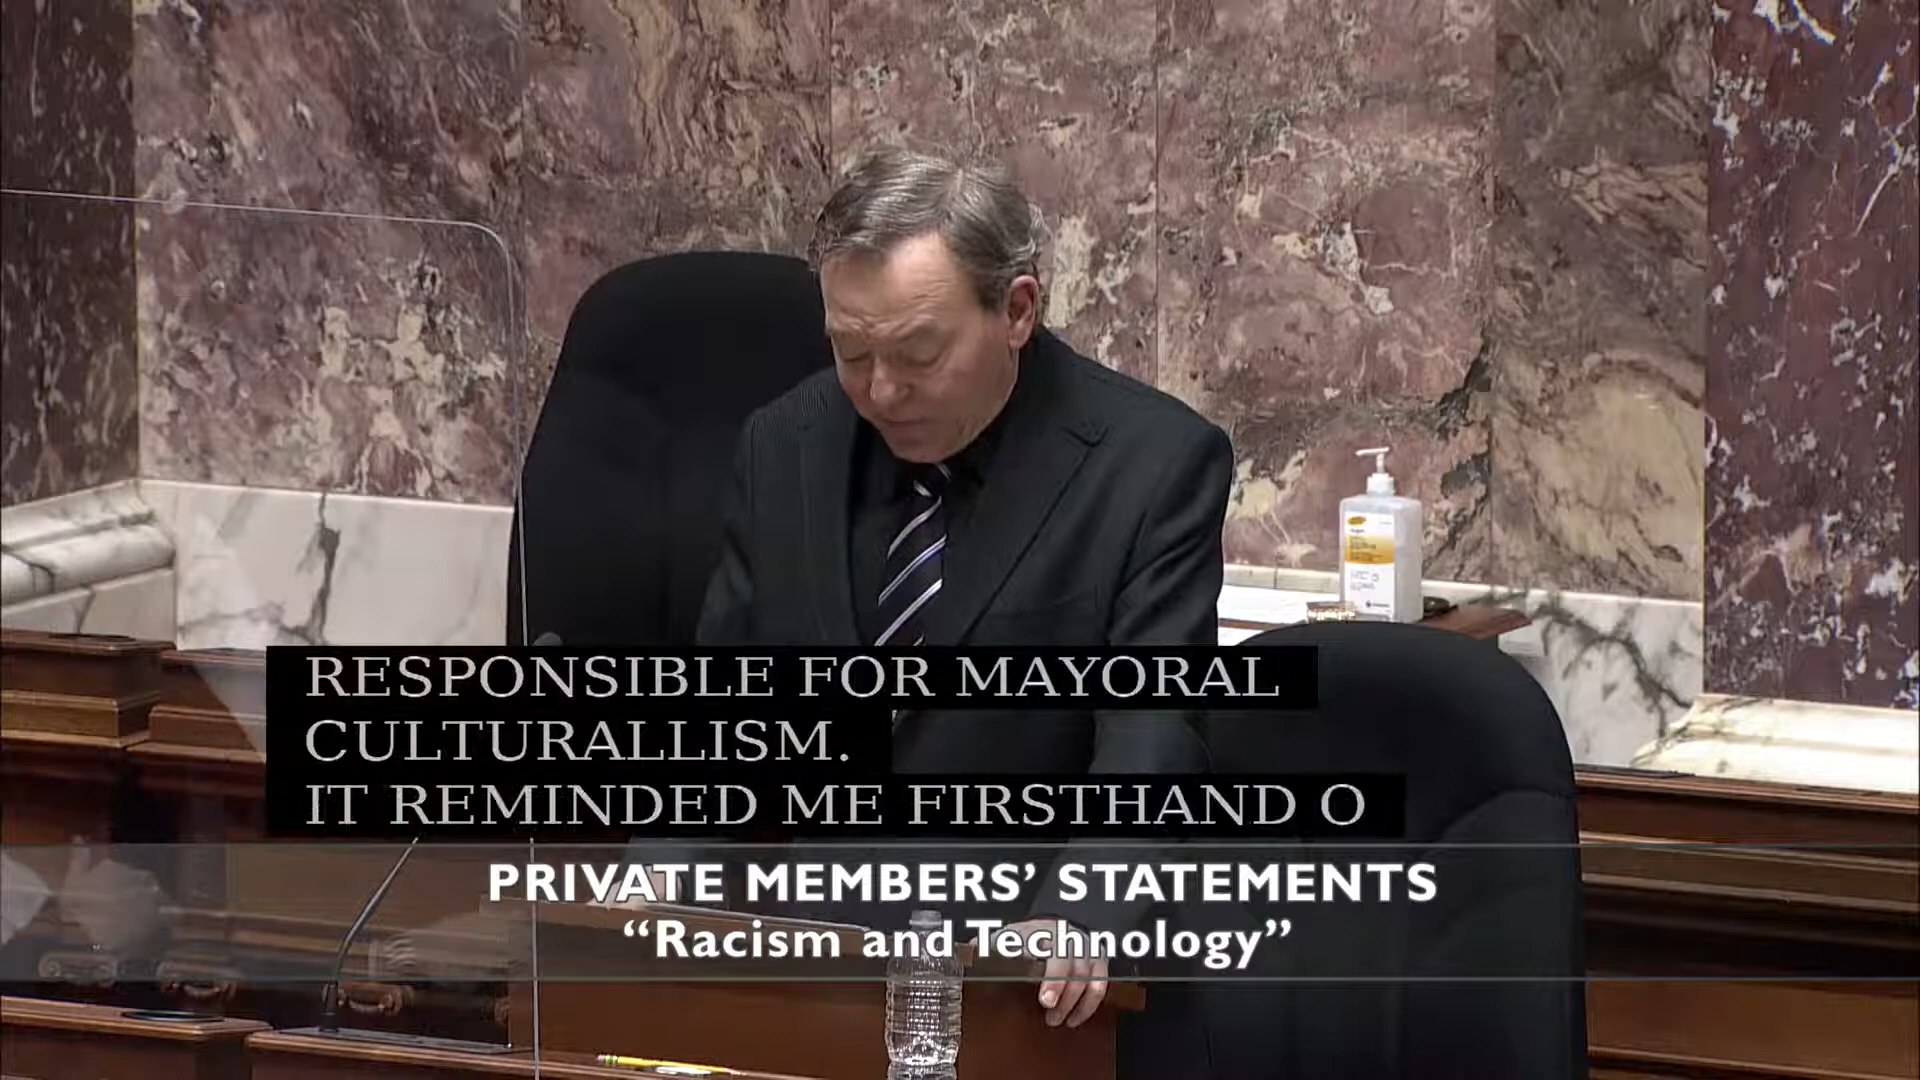 RESPONSIBLE FOR MAYORAL
CULTURALLISM.
IT REMINDED ME FIRSTHAND O
PRIVATE MEMBERS’ STATEMENTS
“Racism and Technology”